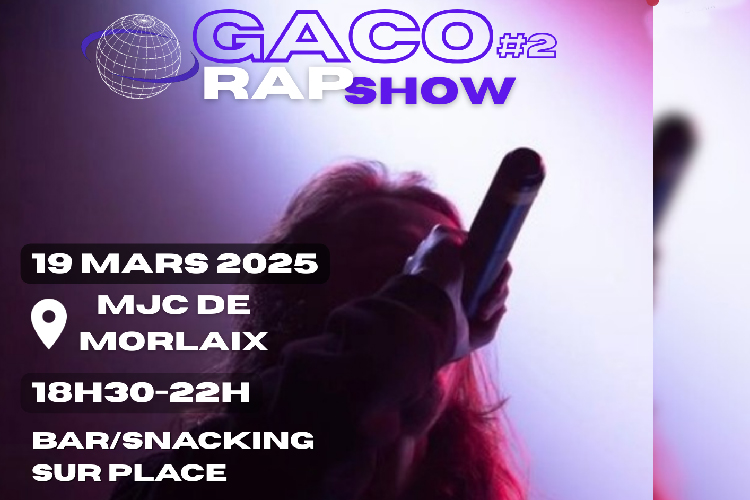 GACO #2
RAP SHOW
19 MARS 2025
MJC DE
MORLAIX
18H30-22H
BAR/SNACKING
SUR PLACE